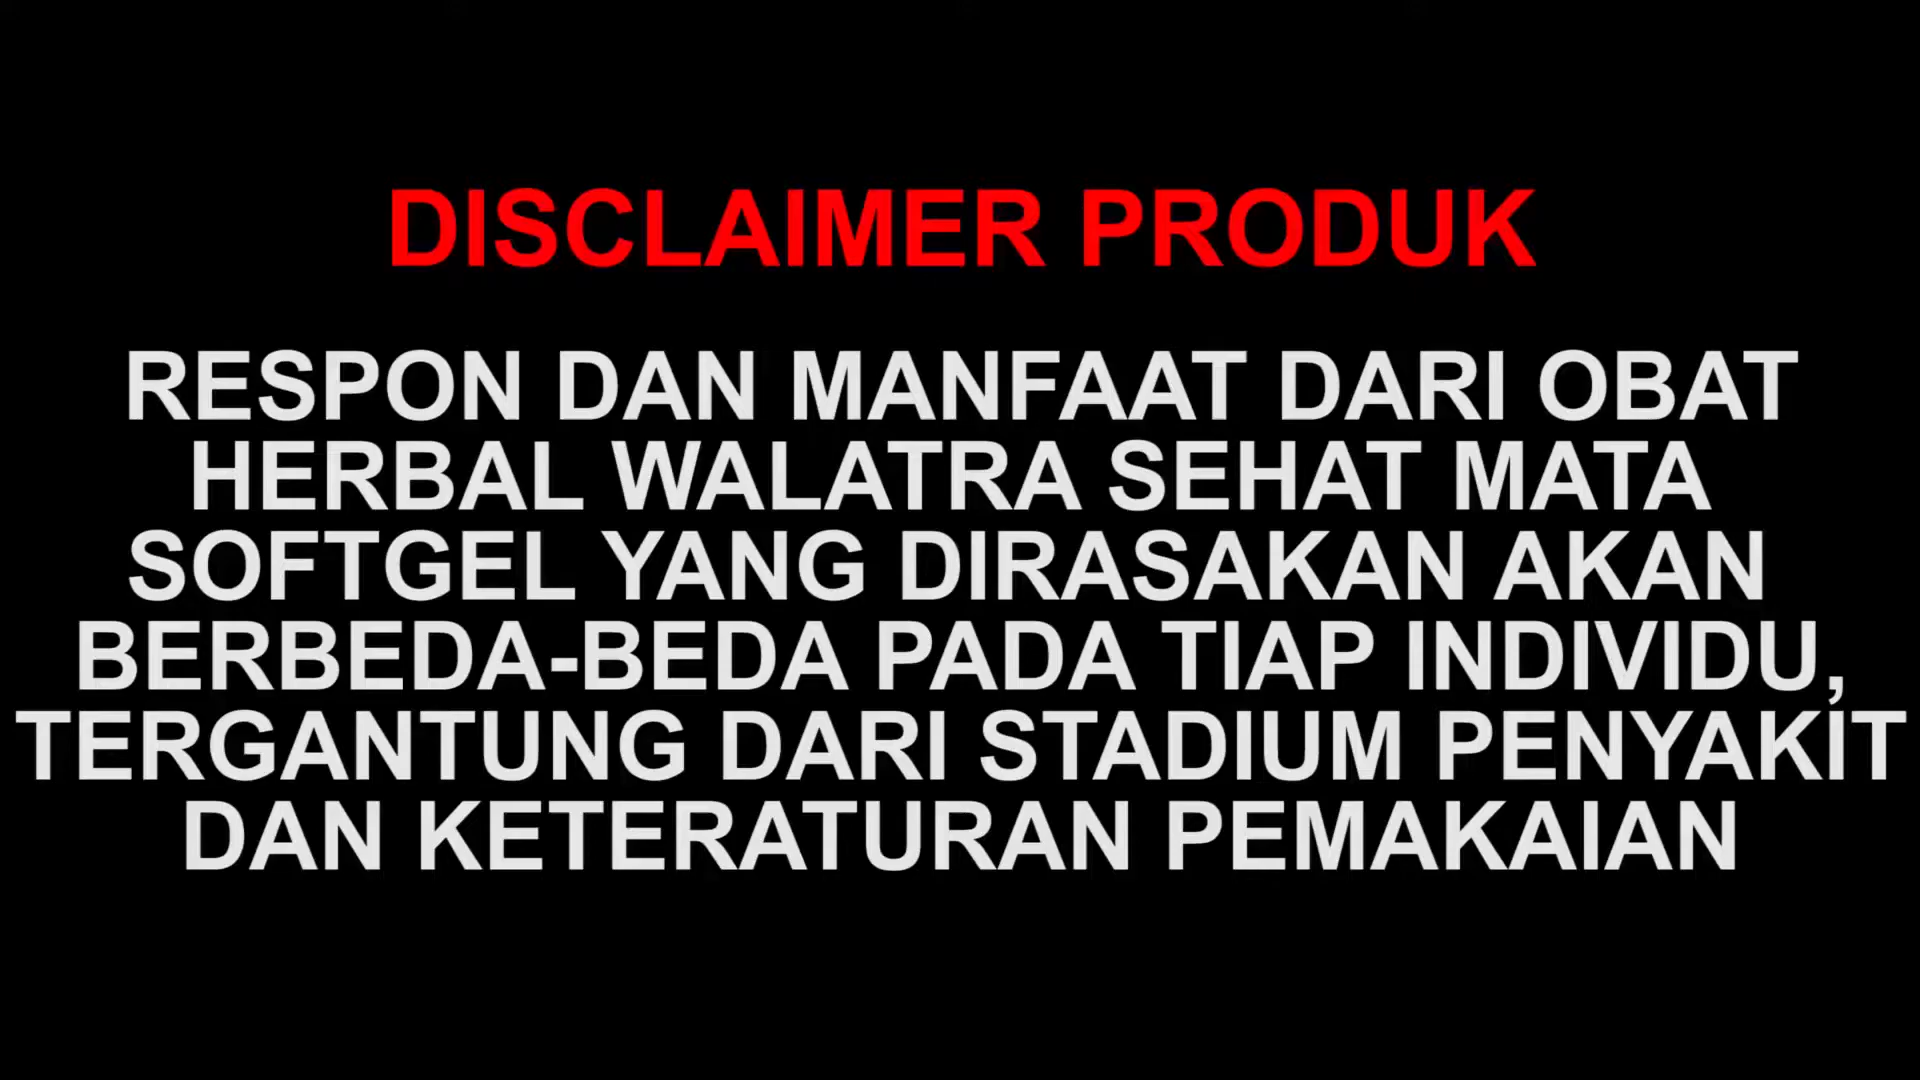 DISCLAIMER PRODUK
RESPON DAN MANFAAT DARI OBAT
HERBAL WALATRA SEHAT MATA
SOFTGEL YANG DIRASAKAN AKAN
BERBEDA-BEDA PADA TIAP INDIVIDU,
TERGANTUNG DARI STADIUM PENYAKIT
DAN KETERATURAN PEMAKAIAN